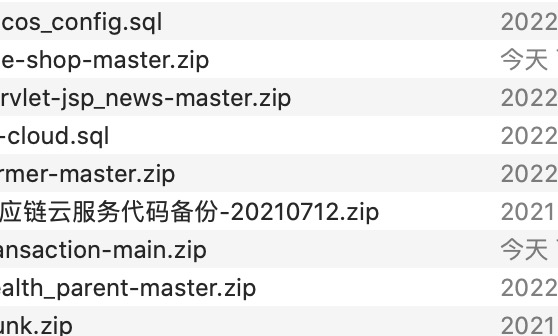 cos_config.sql 2022
e-shop-master.zip 今天
rvlet-jsp_news-master.zip 2022
-cloud.sql 2022
rmer-master.zip 2022
应链云服务代码备份-20210712.zip 2021
ansaction-main.zip 今天
ealth_parent-master.zip 2022
unk.zip 2021